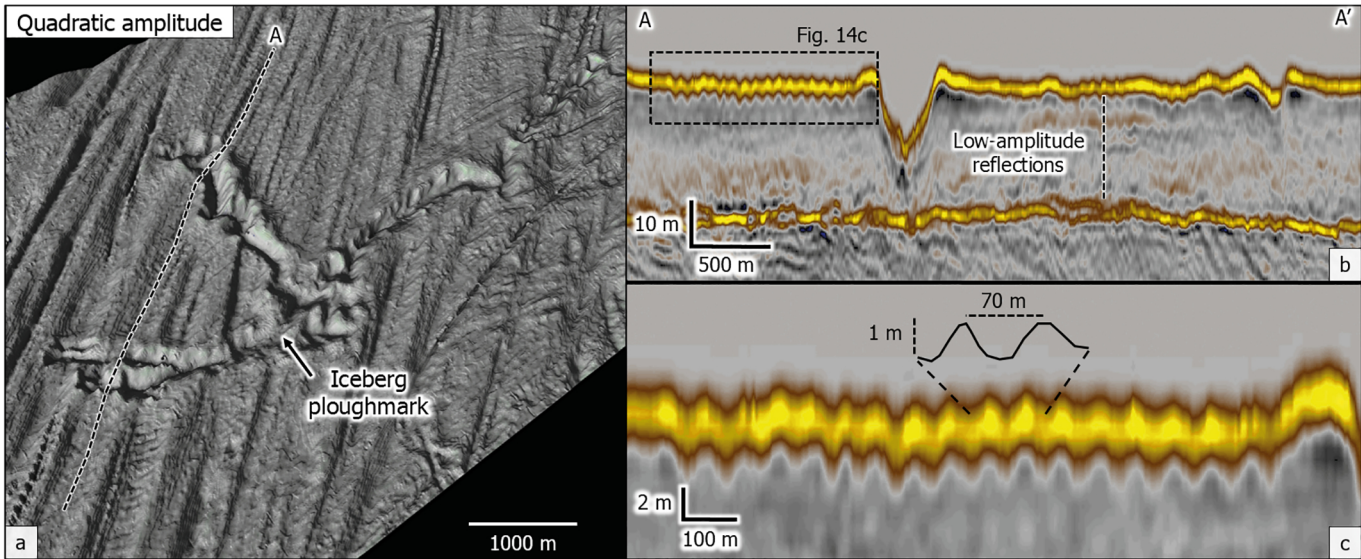 Quadratic amplitude
A
Iceberg
ploughmark
1000 m
a
A
A'
Fig. 14c
Low-amplitude
reflections
10 m
500 m
b
70 m
1 m
2 m
100 m
c